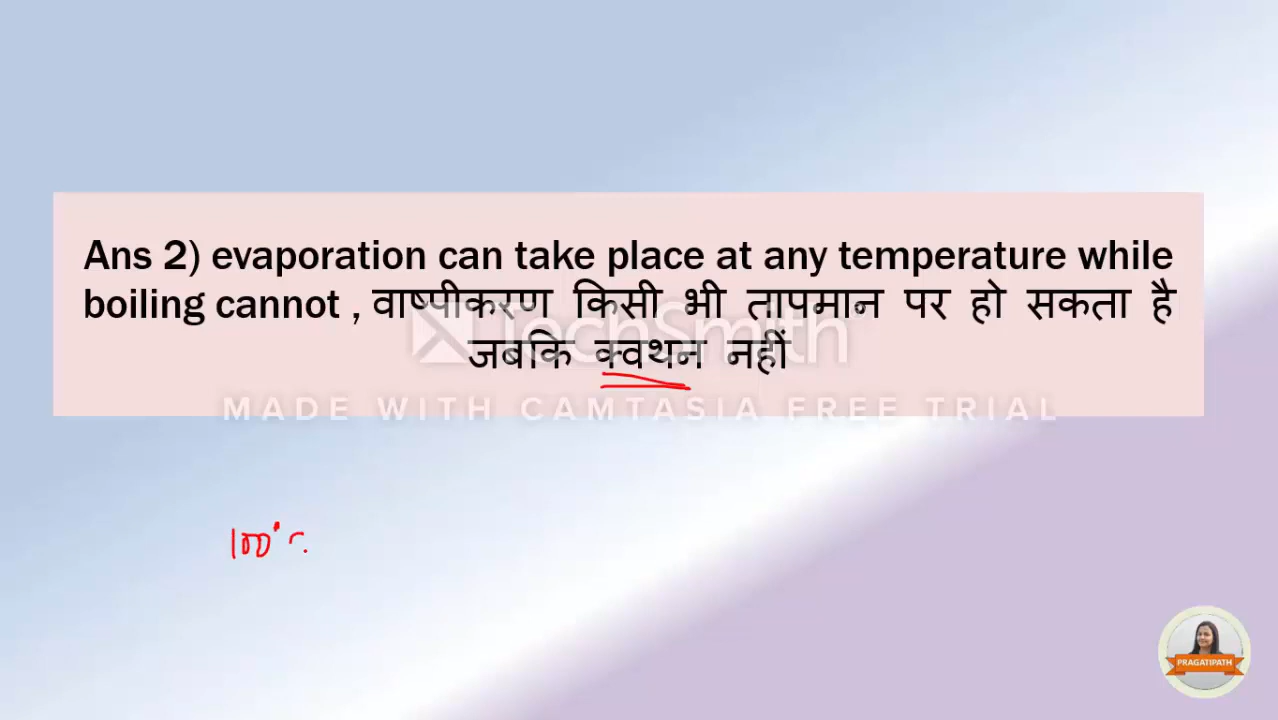 Ans 2) evaporation can take place at any temperature while
boiling cannot , वाष्पीकरण किसी भी तापमान पर हो सकता है
जबकि क्वथन नहीं
TechSmith
MADE WITH CAMTASIA FREE TRIAL
100°
PRAGATIPATH